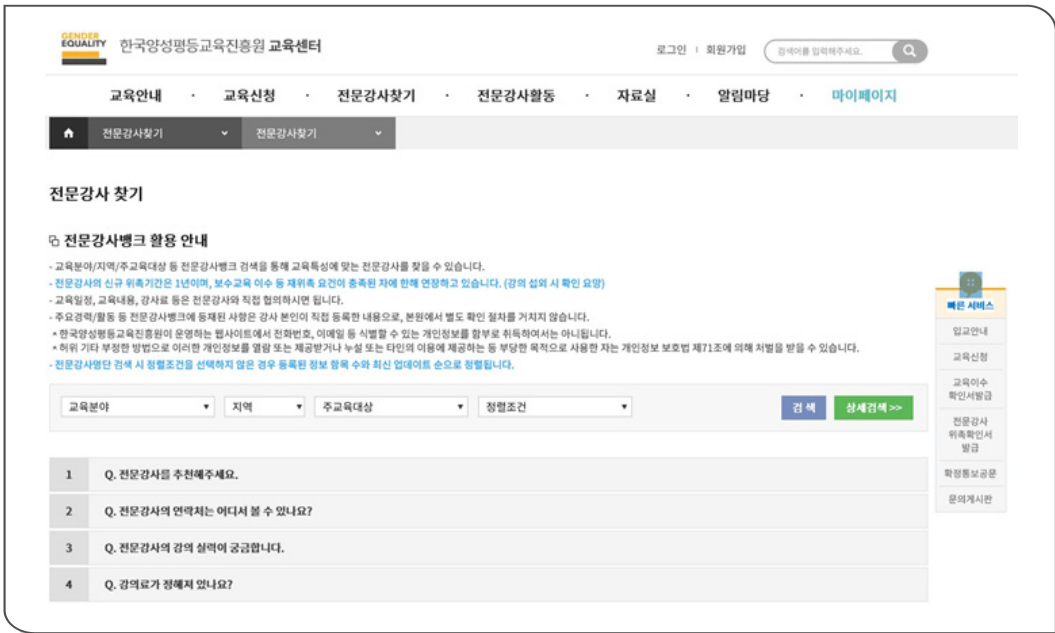 GENDER
EQUALITY
한국양성평등교육진흥원 교육센터
로그인 | 회원가입
검색어를 입력해주세요.
교육안내 · 교육신청 · 전문강사찾기 · 전문강사활동 · 자료실 · 알림마당 · 마이페이지
전문강사찾기 전문강사찾기
전문강사 찾기
전문강사뱅크 활용 안내
- 교육분야/지역/주교육대상 등 전문강사뱅크 검색을 통해 교육특성에 맞는 전문강사를 찾을 수 있습니다.
- 전문강사의 신규 위촉기간은 1년이며, 보수교육 이수 등 재위촉 요건이 충족된 자에 한해 연장하고 있습니다. (강의 섭외 시 확인 요망)
- 교육일정, 교육내용, 강사료 등은 전문강사와 직접 협의하시면 됩니다.
- 주요경력/활동 등 전문강사뱅크에 등재된 사항은 강사 본인이 직접 등록한 내용으로, 본원에서 별도 확인 절차를 거치지 않습니다.
* 한국양성평등교육진흥원이 운영하는 웹사이트에서 전화번호, 이메일 등 식별할 수 있는 개인정보를 함부로 취득하여서는 아니됩니다.
* 허위 기타 부정한 방법으로 이러한 개인정보를 열람 또는 제공받거나 누설 또는 타인의 이용에 제공하는 등 부당한 목적으로 사용한 자는 개인정보 보호법 제71조에 의해 처벌을 받을 수 있습니다.
- 전문강사명단 검색 시 정렬조건을 선택하지 않은 경우 등록된 정보 항목 수와 최신 업데이트 순으로 정렬됩니다.
교육분야 지역 주교육대상 정렬조건 검색 상세검색 >>
1 Q. 전문강사를 추천해주세요.
2 Q. 전문강사의 연락처는 어디서 볼 수 있나요?
3 Q. 전문강사의 강의 실력이 궁금합니다.
4 Q. 강의료가 정해져 있나요?
빠른 서비스
입교안내
교육신청
교육이수
확인서발급
전문강사
위촉확인서
발급
확정통보공문
문의게시판